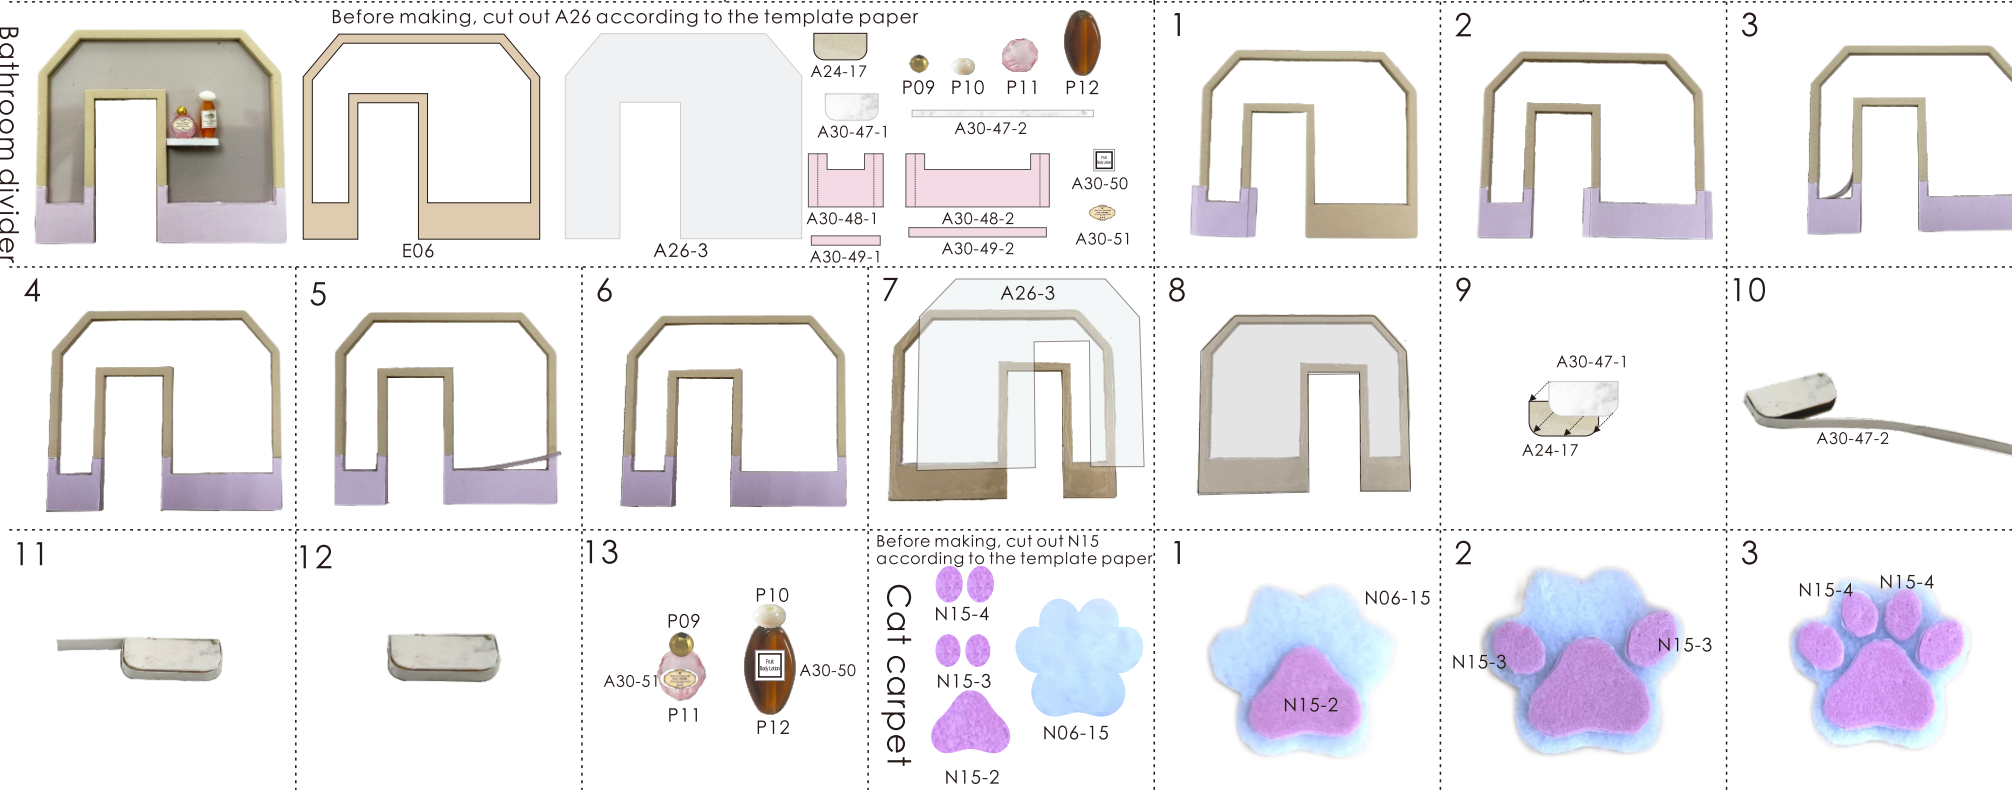 Bathroom divider
Before making, cut out A26 according to the template paper
E06
A26-3
A24-17
P09
P10
P11
P12
A30-47-1
A30-47-2
A30-48-1
A30-48-2
A30-49-1
A30-49-2
A30-50
A30-51
1
2
3
4
5
6
7
A26-3
8
9
A30-47-1
A24-17
10
A30-47-2
11
12
13
P09
A30-51
P11
P10
Fruit
Body Lotion
A30-50
P12
Before making, cut out N15
according to the template paper
Cat carpet
N15-4
N15-3
N15-2
N06-15
1
N06-15
N15-2
2
N15-3
N15-3
3
N15-4
N15-4